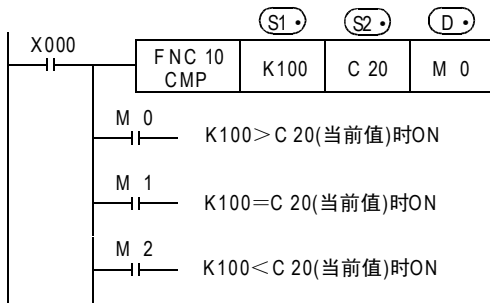 S1· S2· D·
X000
FNC 10 CMP K100 C 20 M 0
M 0
K100＞C 20(当前值)时ON
M 1
K100＝C 20(当前值)时ON
M 2
K100＜C 20(当前值)时ON